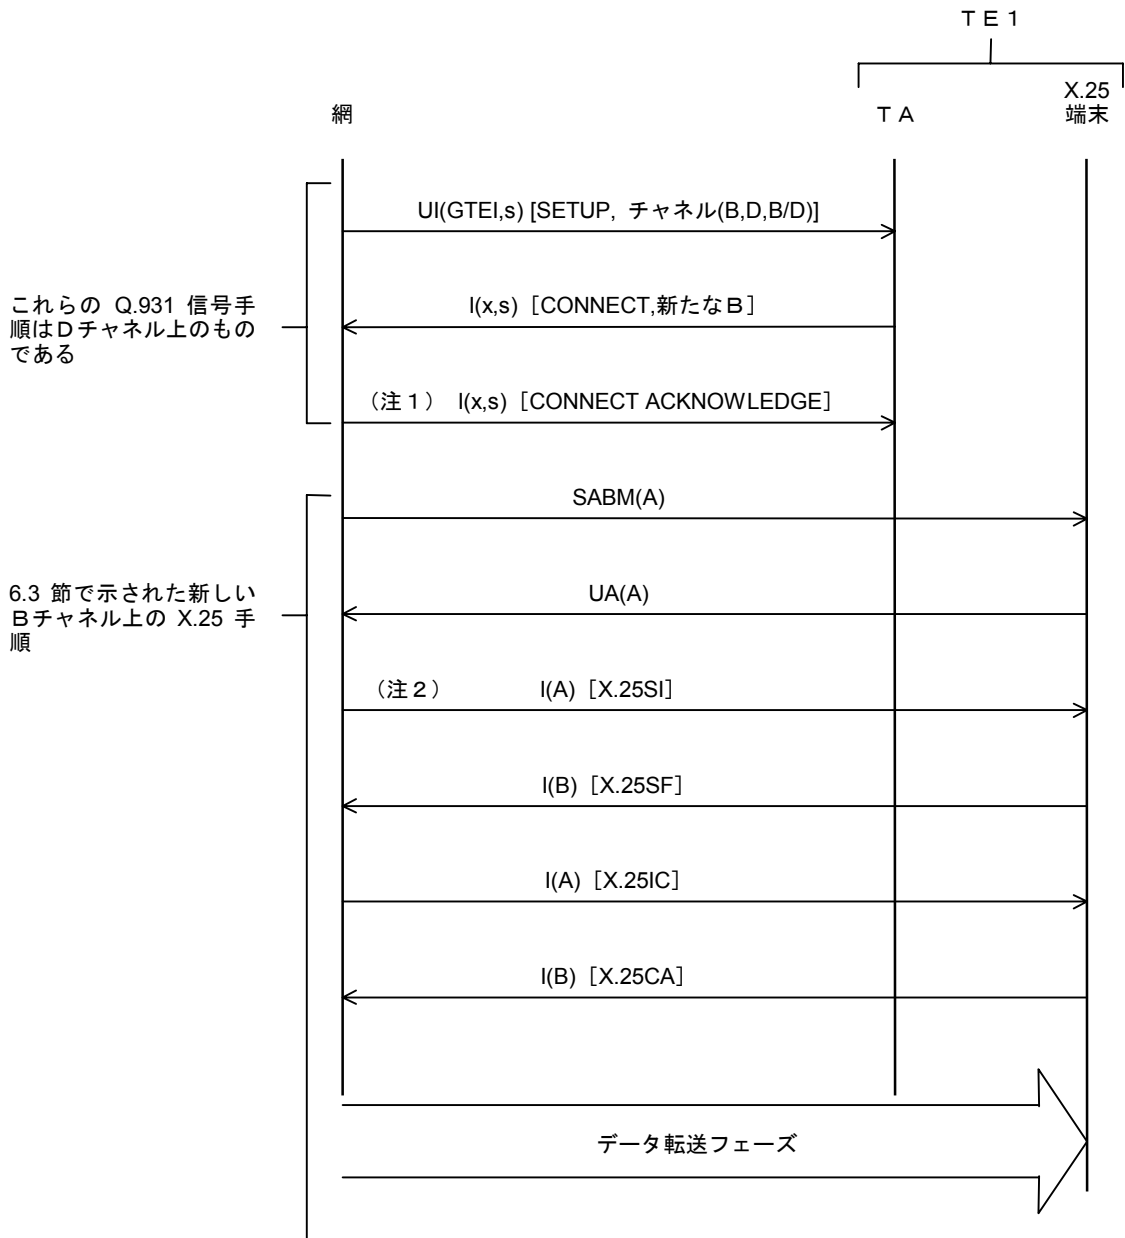 ＴＥ１
X.25
端末
網
ＴＡ
UI(GTEI,s) [SETUP, チャネル(B,D,B/D)]
これらの Q.931 信号手
順はＤチャネル上のもの
である
I(x,s)［CONNECT,新たなＢ］
（注１） I(x,s)［CONNECT ACKNOWLEDGE］
SABM(A)
6.3 節で示された新しい
Ｂチャネル上の X.25 手
順
UA(A)
（注２） I(A)［X.25SI］
I(B)［X.25SF］
I(A)［X.25IC］
I(B)［X.25CA］
データ転送フェーズ